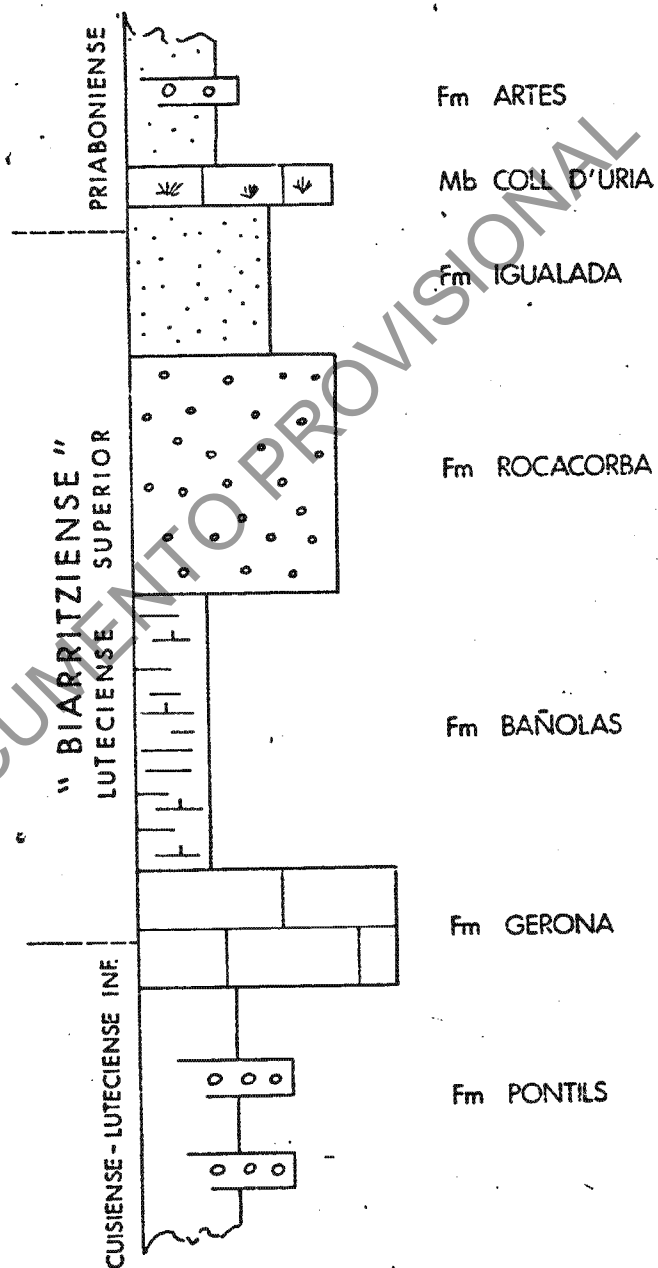 PRIABONIENSE
Fm ARTES
Mb COLL D'URIA
Fm IGUALADA
"BIARRITZIENSE"
LUTECIENSE SUPERIOR
Fm ROCACORBA
Fm BAÑOLAS
Fm GERONA
CUISIENSE-LUTECIENSE INF.
Fm PONTILS
CUMENTO PROVISIONAL